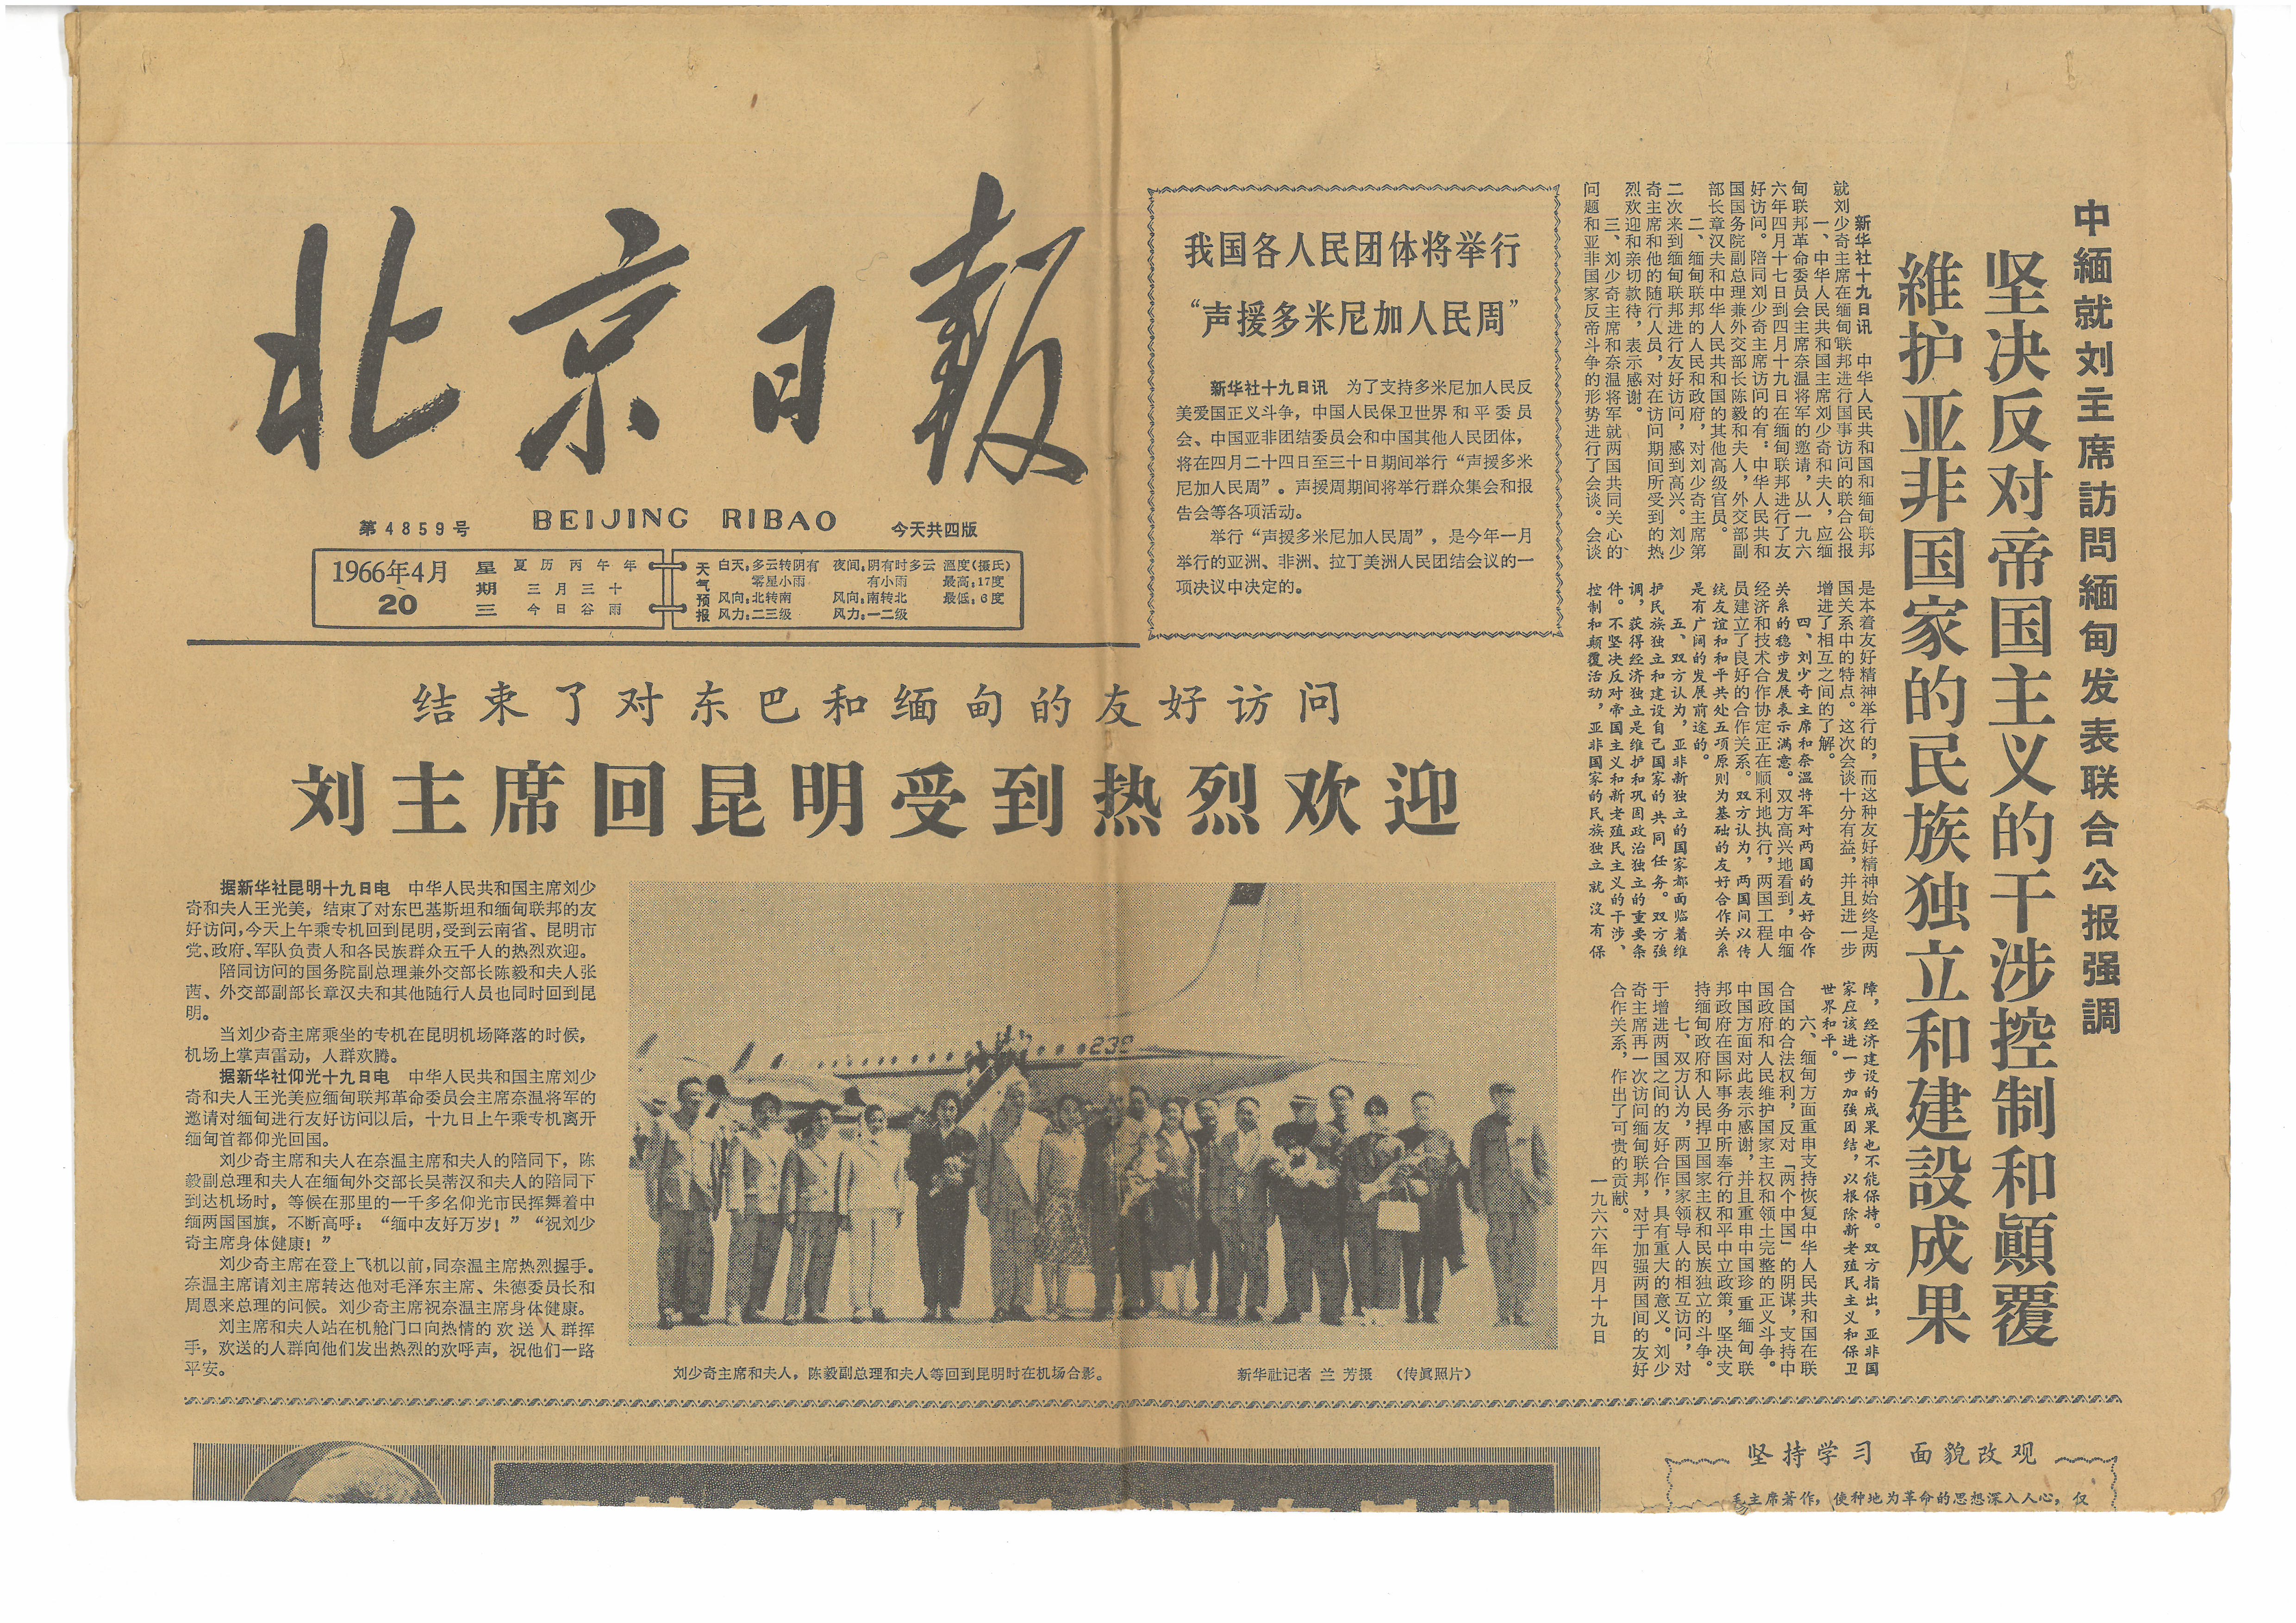 北京日报
第4859号
BEIJING RIBAO
今天共四版
1966年4月
20
星期三
夏历丙午年
三月三十
今日谷雨
天气预报
白天：多云转阴有
零星小雨
风向：北转南
风力：二三级
夜间：阴有时多云
有小雨
风向：南转北
风力：一二级
温度（摄氏）
最高：17度
最低：6度
我国各人民团体将举行
“声援多米尼加人民周”
新华社十九日讯　为了支持多米尼加人民反
美爱国正义斗争，中国人民保卫世界和平委员
会、中国亚非团结委员会和中国其他人民团体，
将在四月二十四日至三十日期间举行“声援多米
尼加人民周”。声援周期间将举行群众集会和报
告会等各项活动。
举行“声援多米尼加人民周”，是今年一月
举行的亚洲、非洲、拉丁美洲人民团结会议的一
项决议中决定的。
中緬就刘主席訪問緬甸发表联合公报强調
坚决反对帝国主义的干涉控制和顚覆
維护亚非国家的民族独立和建設成果
新华社十九日讯　中华人民共和国和缅甸联邦
就刘少奇主席在缅甸联邦进行国事访问的联合公报
一、中华人民共和国主席刘少奇和夫人，应缅
甸联邦革命委员会主席奈温将军的邀请，从一九六
六年四月十七日到四月十九日在缅甸联邦进行了友
好访问。陪同刘少奇主席访问的有：中华人民共和
国国务院副总理兼外交部长陈毅和夫人，外交部副
部长章汉夫和中华人民共和国的其他高级官员。
二、缅甸联邦的人民和政府，对刘少奇主席第
二次来到缅甸联邦进行友好访问，感到高兴。刘少
奇主席和他的随行人员，对在访问期间所受到的热
烈欢迎和亲切款待，表示感谢。
三、刘少奇主席和奈温将军就两国共同关心的
问题和亚非国家反帝斗争的形势进行了会谈。会谈
是本着友好精神举行的，而这种友好精神始终是两
国关系中的特点。这次会谈十分有益，并且进一步
增进了相互之间的了解。
四、刘少奇主席和奈温将军对两国的友好合作
关系的稳步发展表示满意。双方高兴地看到，中缅
经济和技术合作协定正在顺利地执行，两国工程人
员建立了良好的合作关系。双方认为，两国间以传
统友谊和和平共处五项原则为基础的友好合作关系
是有广阔的发展前途的。
五、双方认为，亚非新独立的国家都面临着维
护民族独立和建设自己国家的共同任务。双方强
调，获得经济独立是维护和巩固政治独立的重要条
件。不坚决反对帝国主义和新老殖民主义的干涉、
控制和颠覆活动，亚非国家的民族独立就没有保
障，经济建设的成果也不能保持。双方指出，亚非国
家应该进一步加强团结，以根除新老殖民主义和保卫
世界和平。
六、缅甸方面重申支持恢复中华人民共和国在联
合国的合法权利，反对「两个中国」的阴谋，支持中
国政府和人民维护国家主权和领土完整的正义斗争。
中国方面对此表示感谢，并且重申中国珍重缅甸联
邦政府在国际事务中所奉行的和平中立政策，坚决支
持缅甸政府和人民捍卫国家主权和民族独立的斗争。
七、双方认为，两国国家领导人的相互访问，对
于增进两国之间的友好合作，具有重大的意义。刘少
奇主席再一次访问缅甸联邦，对于加强两国间的友好
合作关系，作出了可贵的贡献。
一九六六年四月十九日
结束了对东巴和缅甸的友好访问
刘主席回昆明受到热烈欢迎
据新华社昆明十九日电　中华人民共和国主席刘少
奇和夫人王光美，结束了对东巴基斯坦和缅甸联邦的友
好访问，今天上午乘专机回到昆明，受到云南省、昆明市
党、政府、军队负责人和各民族群众五千人的热烈欢迎。
陪同访问的国务院副总理兼外交部长陈毅和夫人张
茜、外交部副部长章汉夫和其他随行人员也同时回到昆
明。
当刘少奇主席乘坐的专机在昆明机场降落的时候，
机场上掌声雷动，人群欢腾。
据新华社仰光十九日电　中华人民共和国主席刘少
奇和夫人王光美应缅甸联邦革命委员会主席奈温将军的
邀请对缅甸进行友好访问以后，十九日上午乘专机离开
缅甸首都仰光回国。
刘少奇主席和夫人在奈温主席和夫人的陪同下，陈
毅副总理和夫人在缅甸外交部长吴蒂汉和夫人的陪同下
到达机场时，等候在那里的一千多名仰光市民挥舞着中
缅两国国旗，不断高呼：“缅中友好万岁！”“祝刘少
奇主席身体健康！”
刘少奇主席在登上飞机以前，同奈温主席热烈握手。
奈温主席请刘主席转达他对毛泽东主席、朱德委员长和
周恩来总理的问候。刘少奇主席祝奈温主席身体健康。
刘主席和夫人站在机舱门口向热情的欢送人群挥
手，欢送的人群向他们发出热烈的欢呼声，祝他们一路
平安。
239
刘少奇主席和夫人，陈毅副总理和夫人等回到昆明时在机场合影。
新华社记者 兰 芳摄　（传眞照片）
坚持学习　面貌改观
毛主席著作，使种地为革命的思想深入人心，仅